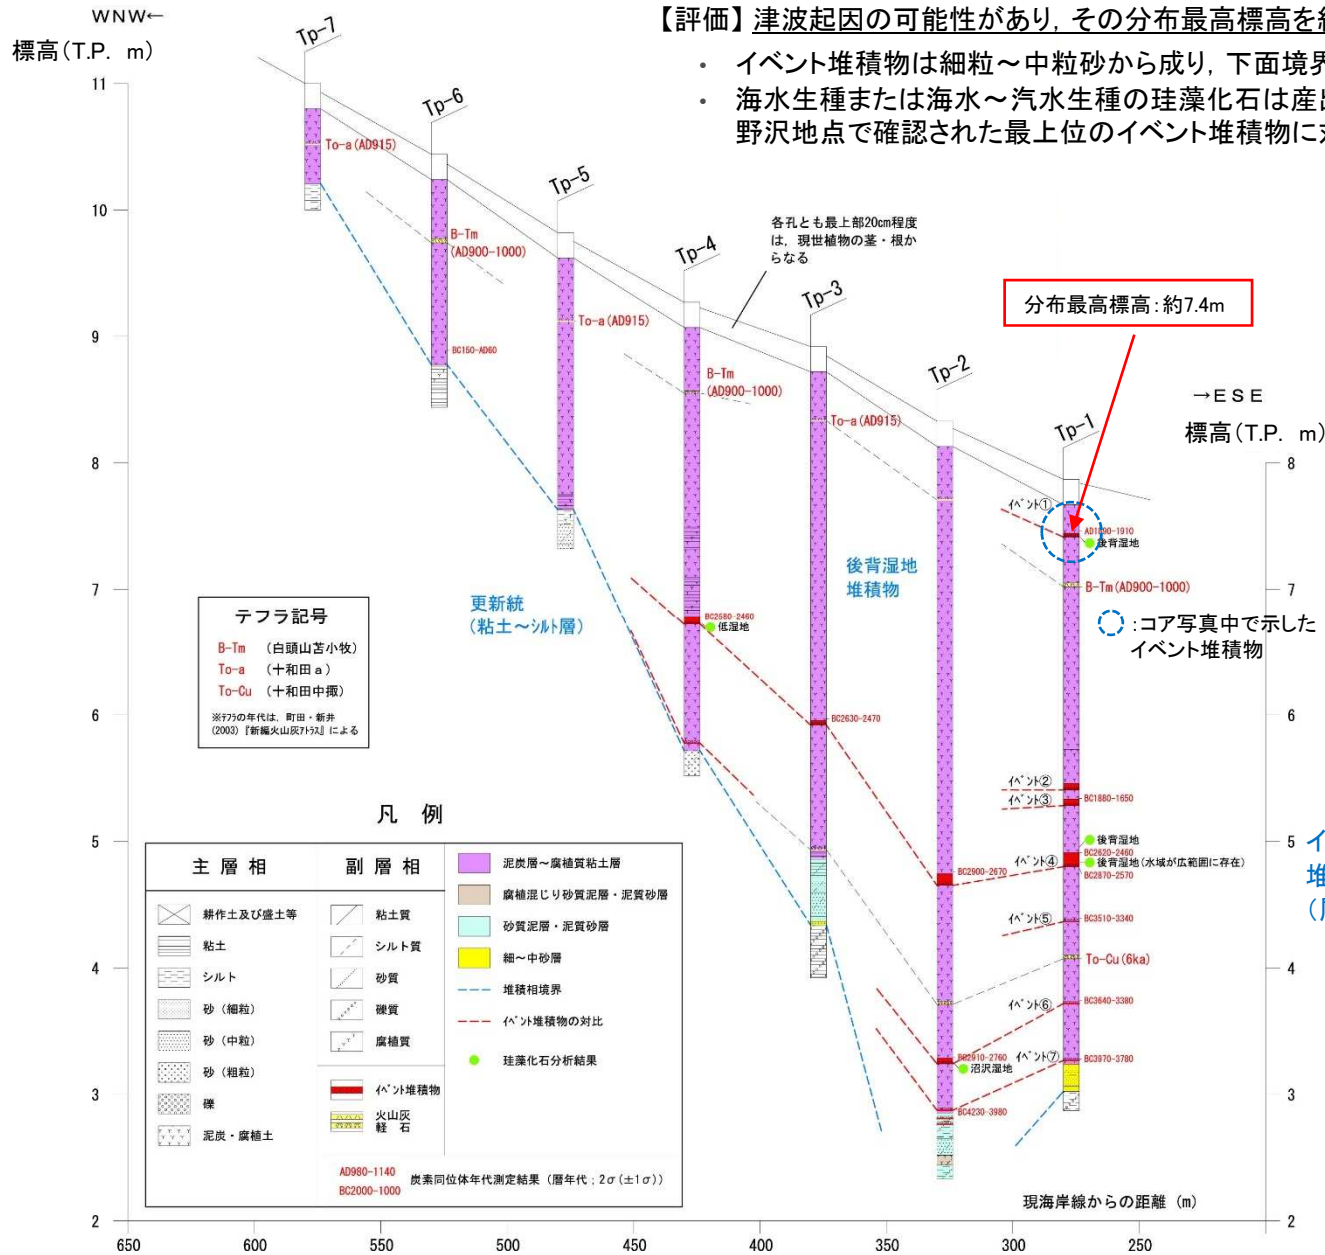 【評価】津波起因の可能性があり，その分布最高標高を
・ イベント堆積物は細粒～中粒砂から成り，下面境界
・ 海水生種または海水～汽水生種の珪藻化石は産
野沢地点で確認された最上位のイベント堆積物に
WNW←
標高（T.P. m）
Tp-7
Tp-6
Tp-5
Tp-4
Tp-3
Tp-2
Tp-1
→ESE
標高（T.P. m）
各孔とも最上部20cm程度
は，現世植物の茎・根か
らなる
分布最高標高：約7.4m
To-a(AD915)
B-Tm
(AD900-1000)
BC150-AD60
To-a(AD915)
B-Tm
(AD900-1000)
BC2580-2460
低湿地
To-a(AD915)
BC2630-2470
BC2900-2670
BC2910-2760
沼沢湿地
BC4230-3980
イベント①
後背湿地
B-Tm(AD900-1000)
：コア写真中で示した
イベント堆積物
イベント②
イベント③
BC1880-1650
後背湿地
イベント④
BC2620-2460
後背湿地（水域が広範囲に存在）
BC2870-2570
イベント⑤
BC3510-3340
To-Cu(6ka)
イベント⑥
BC3640-3380
イベント⑦
BC3970-3780
後背湿地
堆積物
更新統
（粘土～シルト層）
テフラ記号
B-Tm （白頭山苫小牧）
To-a （十和田a）
To-Cu （十和田中掫）
※テフラの年代は，町田・新井
(2003)『新編火山灰アトラス』による
凡 例
主 層 相
耕作土及び盛土等
粘土
シルト
砂（細粒）
砂（中粒）
砂（粗粒）
礫
泥炭・腐植土
副 層 相
粘土質
シルト質
砂質
礫質
腐植質
イベント堆積物
火山灰
軽石
泥炭層～腐植質粘土層
腐植混じり砂質泥層・泥質砂層
砂質泥層・泥質砂層
細～中砂層
堆積相境界
イベント堆積物の対比
珪藻化石分析結果
AD980-1140
BC2000-1000
炭素同位体年代測定結果（暦年代；2σ(±1σ)）
現海岸線からの距離（m）
11
10
9
8
7
6
5
4
3
2
8
7
6
5
4
3
2
650 600 550 500 450 400 350 300 250